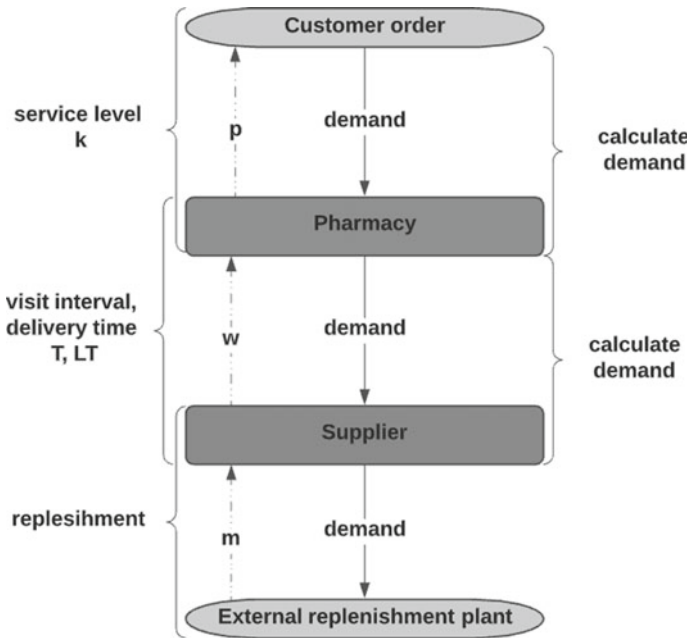 Customer order
service level
k
p
demand
calculate
demand
Pharmacy
visit interval,
delivery time
T, LT
w
demand
calculate
demand
Supplier
replesihment
m
demand
External replenishment plant